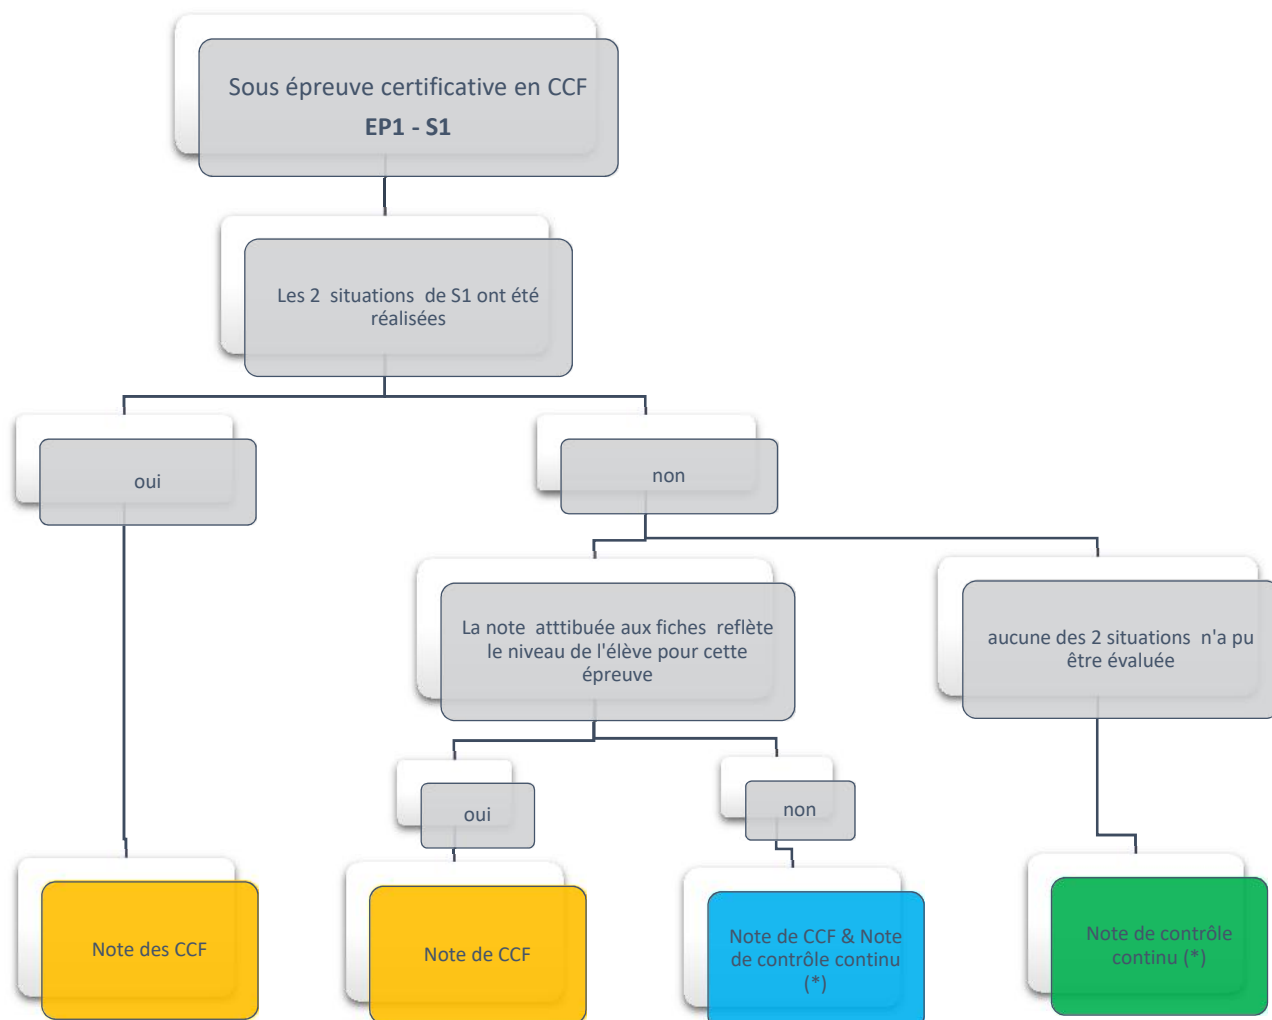 Sous épreuve certificative en CCF
EP1 - S1
Les 2 situations de S1 ont été
réalisées
oui
non
La note atttibuée aux fiches reflète
le niveau de l'élève pour cette
épreuve
aucune des 2 situations n'a pu
être évaluée
oui
non
Note des CCF
Note de CCF
Note de CCF & Note
de contrôle continu
(*)
Note de contrôle
continu (*)